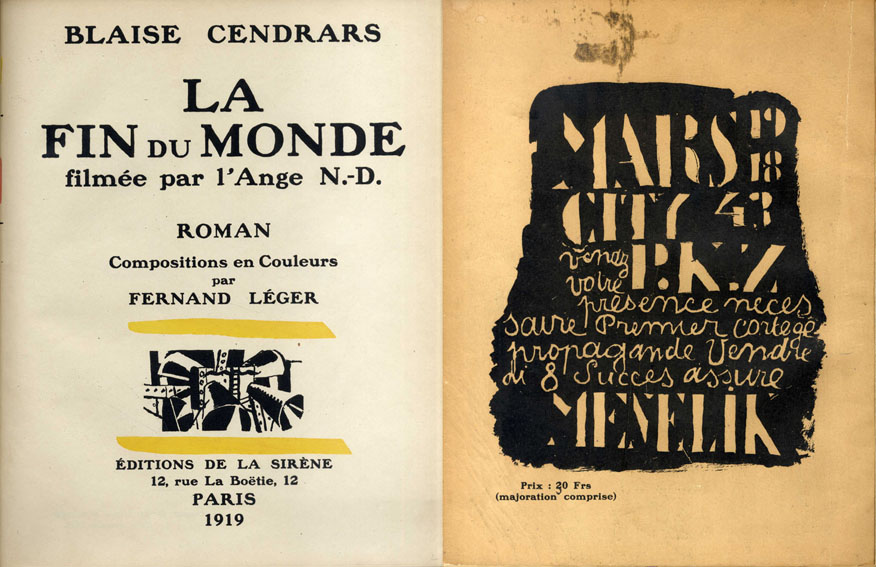 BLAISE CENDRARS
LA
FIN DU MONDE
filmée par l'Ange N.-D.
ROMAN
Compositions en Couleurs
par
FERNAND LÉGER
ÉDITIONS DE LA SIRÈNE
12, rue La Boëtie, 12
PARIS
1919
MARS 19 18
CITY 43
venez P.K.Z
votre
présence néces
saire Premier cortège
propagande Vendre
di 8 Succès assuré
MENELIK
Prix : 20 Frs
(majoration comprise)